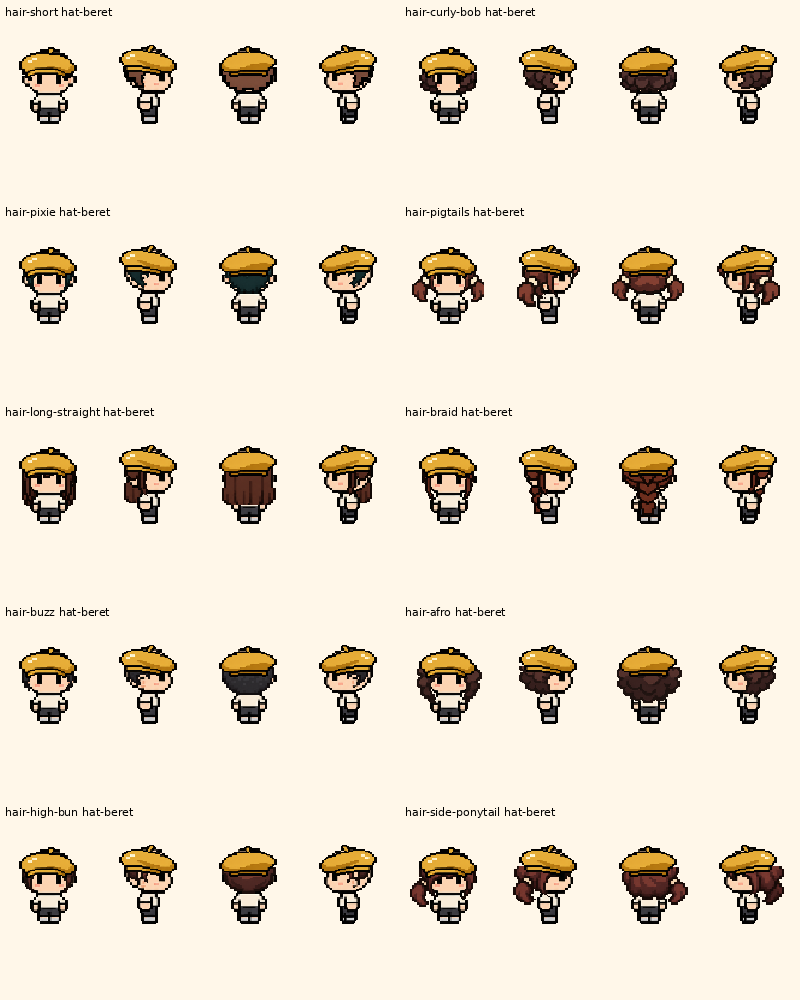 hair-short hat-beret
hair-curly-bob hat-beret
hair-pixie hat-beret
hair-pigtails hat-beret
hair-long-straight hat-beret
hair-braid hat-beret
hair-buzz hat-beret
hair-afro hat-beret
hair-high-bun hat-beret
hair-side-ponytail hat-beret